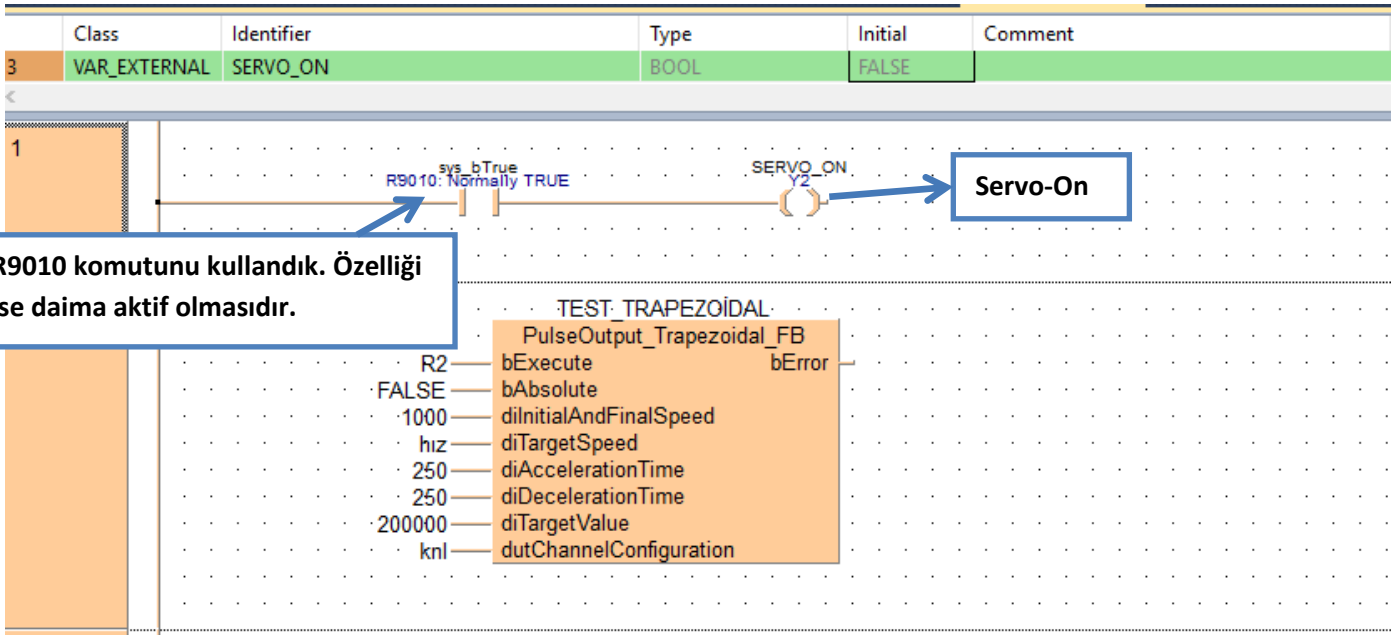 Class Identifier Type Initial Comment
3 VAR_EXTERNAL SERVO_ON BOOL FALSE
1
sys_bTrue
R9010: Normally TRUE
SERVO_ON
Y2
Servo-On
R9010 komutunu kullandık. Özelliği
se daima aktif olmasıdır.
TEST_TRAPEZOİDAL
PulseOutput_Trapezoidal_FB
R2 bExecute bError
FALSE bAbsolute
1000 diInitialAndFinalSpeed
hız diTargetSpeed
250 diAccelerationTime
250 diDecelerationTime
200000 diTargetValue
knl dutChannelConfiguration